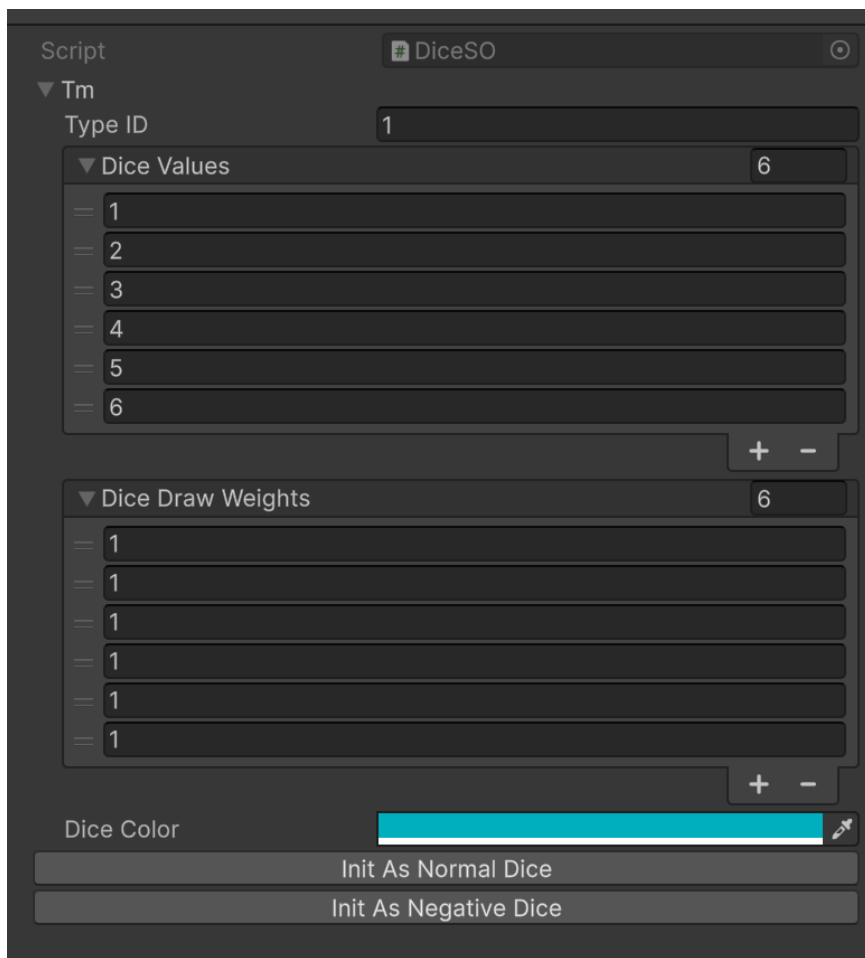 Script
# DiceSO
Tm
Type ID
1
Dice Values
6
1
2
3
4
5
6
+ -
Dice Draw Weights
6
1
1
1
1
1
1
+ -
Dice Color
Init As Normal Dice
Init As Negative Dice